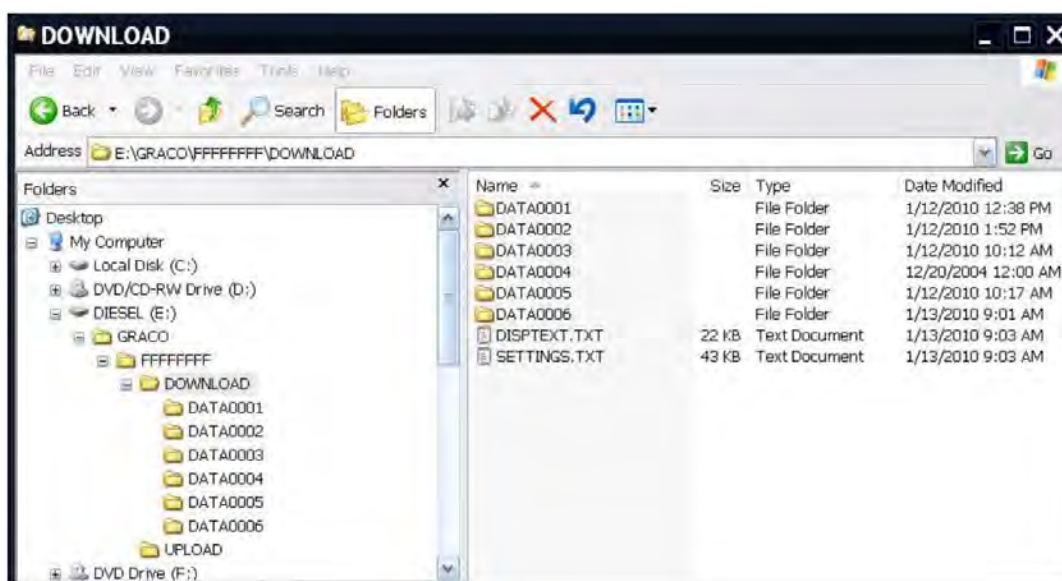 DOWNLOAD
File Edit View Favorites Tools Help
Back Search Folders
Address E:\GRACO\FFFFFFFF\DOWNLOAD Go
Folders x Name Size Type Date Modified
Desktop DATA0001 File Folder 1/12/2010 12:38 PM
My Computer DATA0002 File Folder 1/12/2010 1:52 PM
Local Disk (C:) DATA0003 File Folder 1/12/2010 10:12 AM
DVD/CD-RW Drive (D:) DATA0004 File Folder 12/20/2004 12:00 AM
DIESEL (E:) DATA0005 File Folder 1/12/2010 10:17 AM
GRACO DATA0006 File Folder 1/13/2010 9:01 AM
FFFFFFFF DISPTEXT.TXT 22 KB Text Document 1/13/2010 9:03 AM
DOWNLOAD SETTINGS.TXT 43 KB Text Document 1/13/2010 9:03 AM
DATA0001
DATA0002
DATA0003
DATA0004
DATA0005
DATA0006
UPLOAD
DVD Drive (F:)